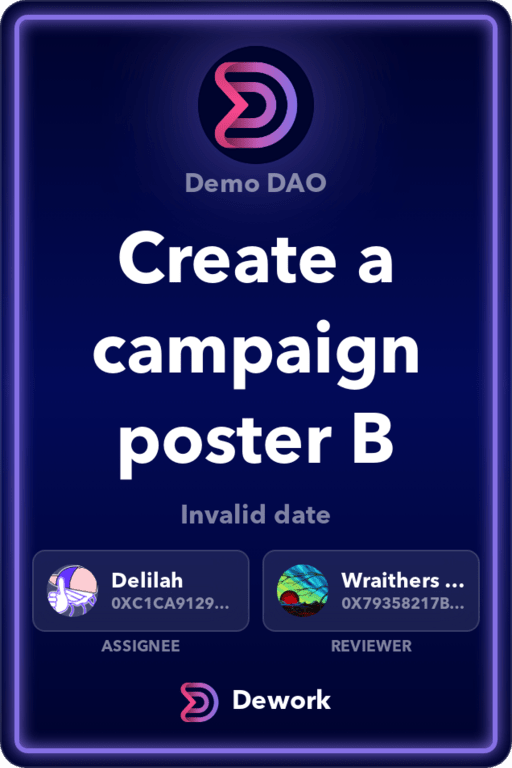 Demo DAO
Create a
campaign
poster B
Invalid date
Delilah
0XC1CA9129...
Wraithers ...
0X79358217B...
ASSIGNEE
REVIEWER
Dework